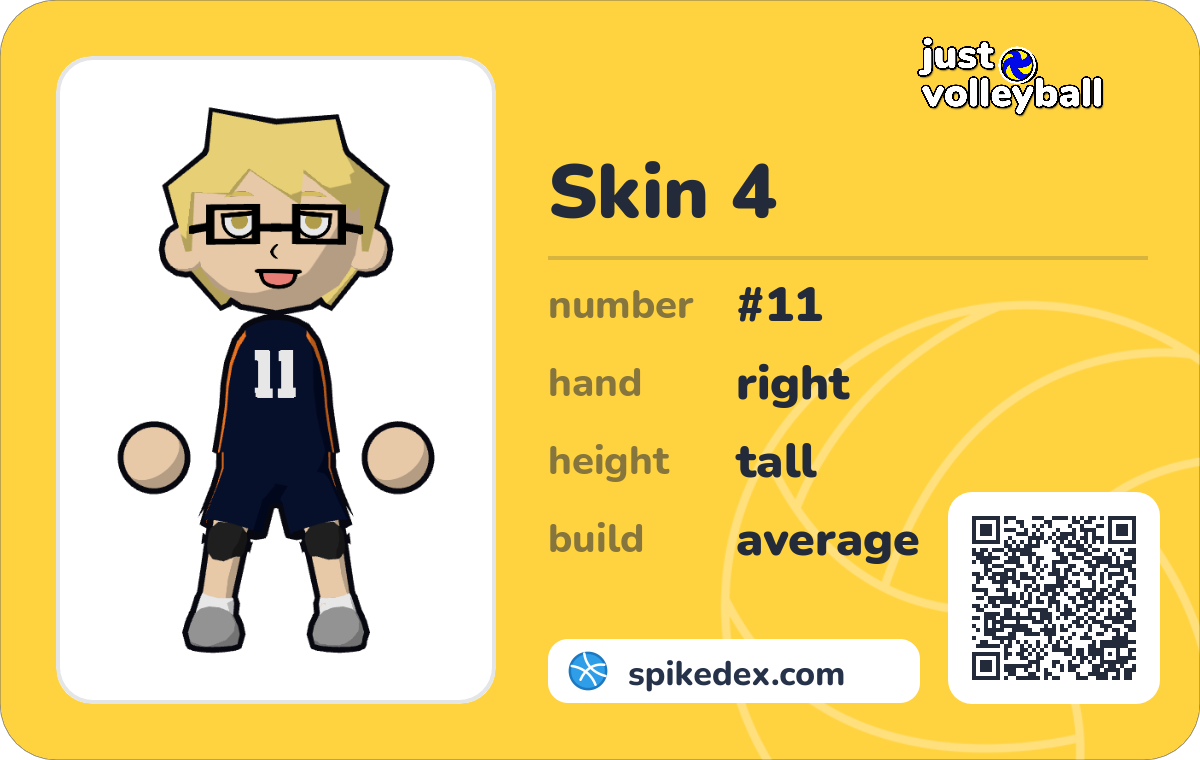 just
volleyball
Skin 4
number #11
hand right
height tall
build average
11
spikedex.com